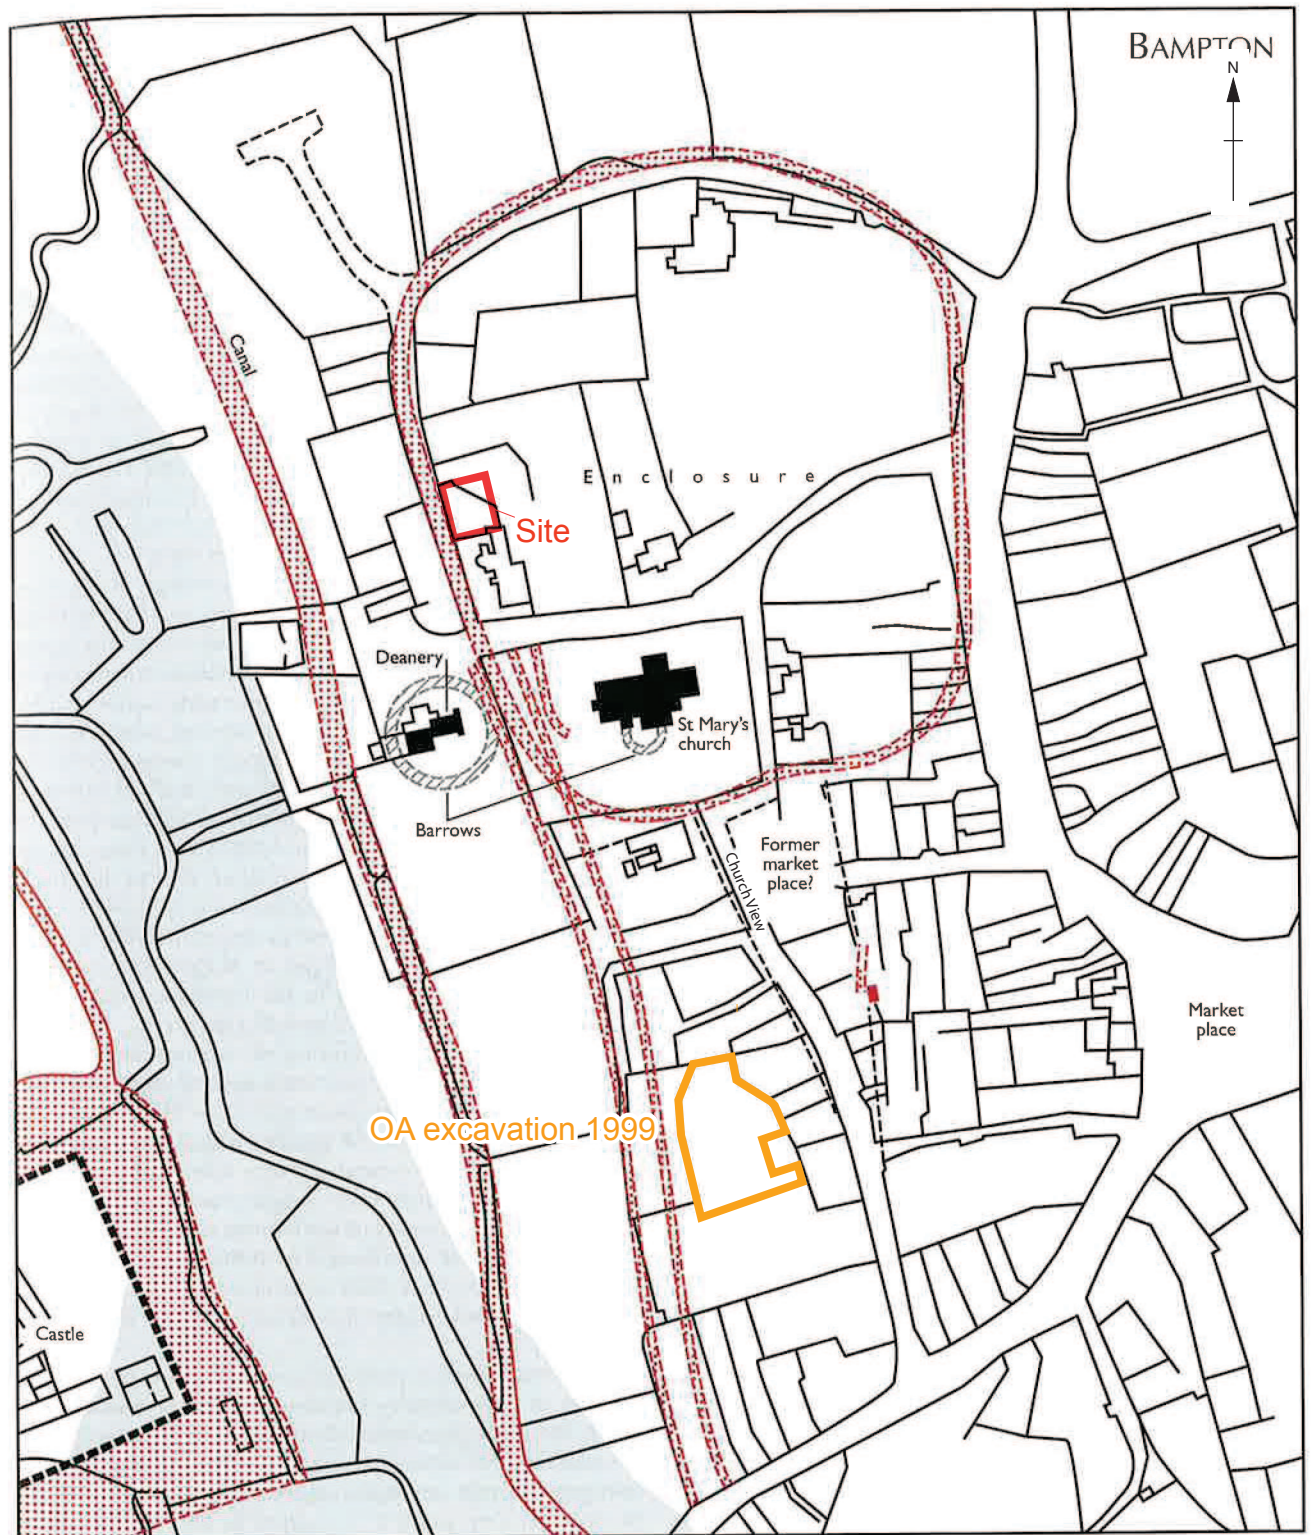 BAMPTON
N
Canal
Enclosure
Site
Deanery
St Mary's
church
Barrows
Former
market
place?
Church View
Market
place
OA excavation 1999
Castle